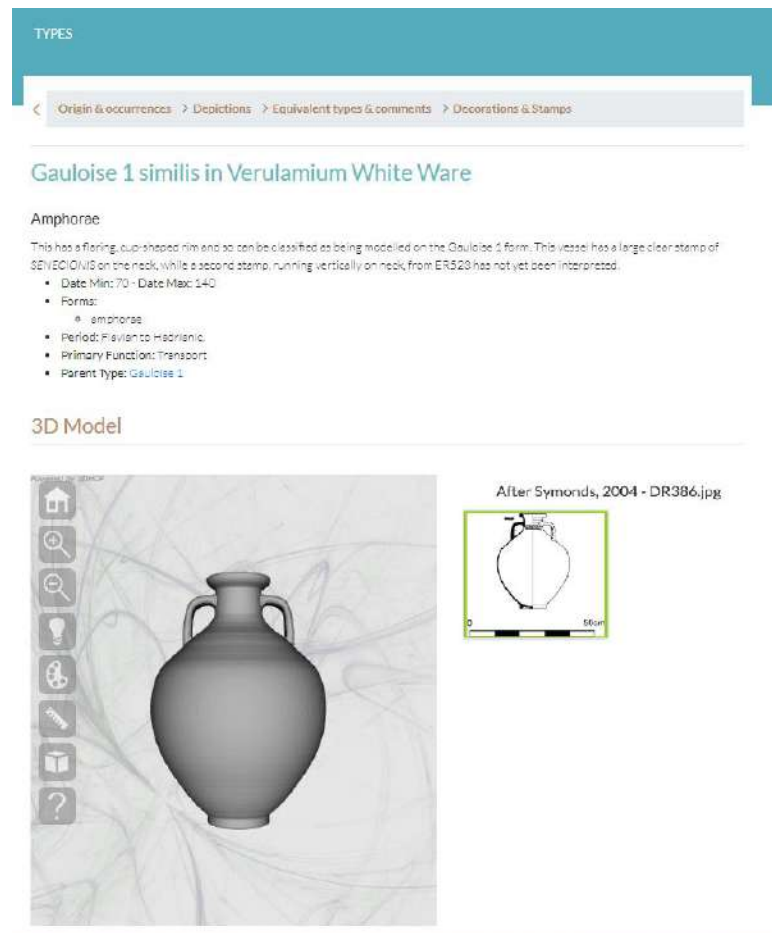 TYPES
Origin & occurrences > Depictions > Equivalent types & comments > Decorations & Stamps
Gauloise 1 similis in Verulamium White Ware
Amphorae
This has a flaring, cup-shaped rim and so can be classified as being modelled on the Gauloise 1 form. This vessel has a large clear stamp of
SENECIONIS on the neck, while a second stamp, running vertically on neck, from ER523 has not yet been interpreted.
Date Min: 70 - Date Max: 140
Forms:
amphorae
Period: Flavian to Hadrianic.
Primary Function: Transport
Parent Type: Gauloise 1
3D Model
Powered by 3DHOP
After Symonds, 2004 - DR386.jpg
0 50cm
?